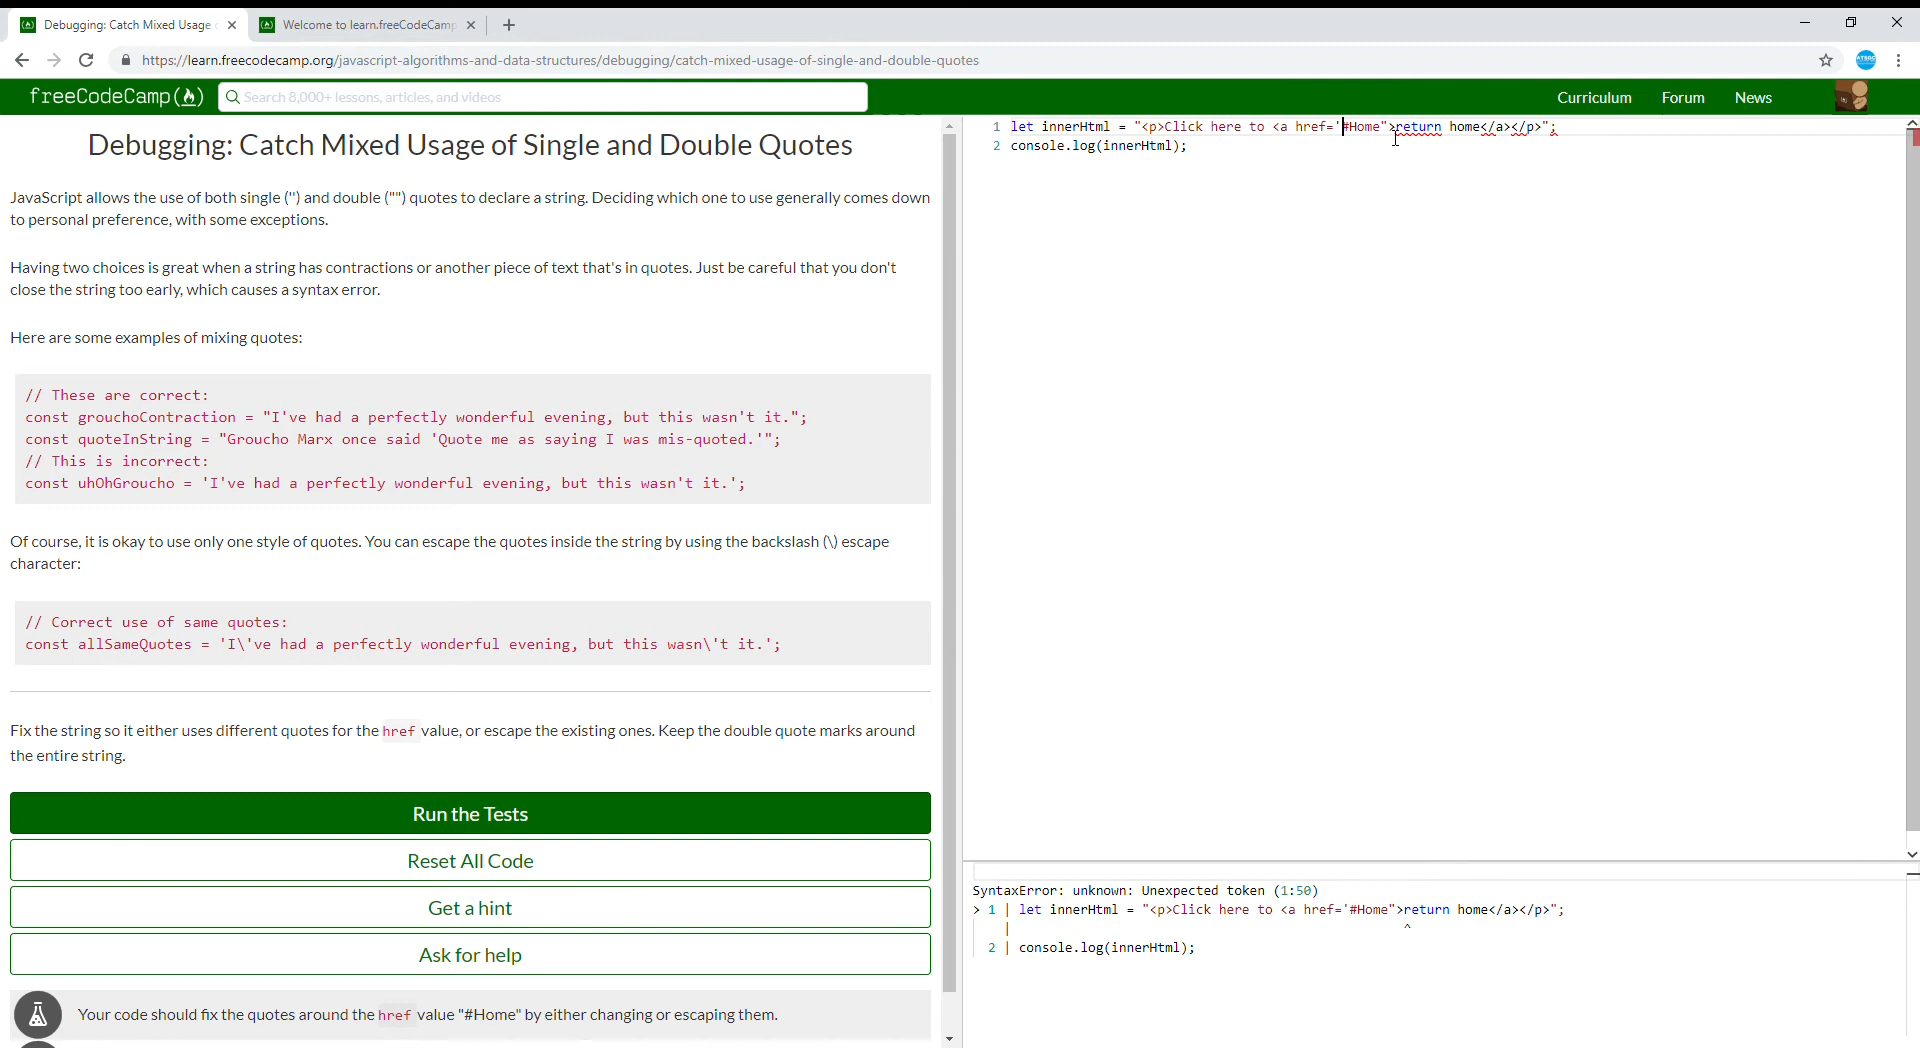 Debugging: Catch Mixed Usage
Welcome to learn.freeCodeCamp
https://learn.freecodecamp.org/javascript-algorithms-and-data-structures/debugging/catch-mixed-usage-of-single-and-double-quotes
freeCodeCamp
Search 8,000+ lessons, articles, and videos
Curriculum
Forum
News
Debugging: Catch Mixed Usage of Single and Double Quotes
JavaScript allows the use of both single ('') and double ("") quotes to declare a string. Deciding which one to use generally comes down
to personal preference, with some exceptions.
Having two choices is great when a string has contractions or another piece of text that's in quotes. Just be careful that you don't
close the string too early, which causes a syntax error.
Here are some examples of mixing quotes:
// These are correct:
const grouchoContraction = "I've had a perfectly wonderful evening, but this wasn't it.";
const quoteInString = "Groucho Marx once said 'Quote me as saying I was mis-quoted.'";
// This is incorrect:
const uhOhGroucho = 'I've had a perfectly wonderful evening, but this wasn't it.';
Of course, it is okay to use only one style of quotes. You can escape the quotes inside the string by using the backslash (\) escape
character:
// Correct use of same quotes:
const allSameQuotes = 'I\'ve had a perfectly wonderful evening, but this wasn\'t it.';
Fix the string so it either uses different quotes for the href value, or escape the existing ones. Keep the double quote marks around
the entire string.
Run the Tests
Reset All Code
Get a hint
Ask for help
Your code should fix the quotes around the href value "#Home" by either changing or escaping them.
1 let innerHtml = "<p>Click here to <a href='#Home">return home</a></p>";
2 console.log(innerHtml);
SyntaxError: unknown: Unexpected token (1:50)
> 1 | let innerHtml = "<p>Click here to <a href='#Home">return home</a></p>";
| ^
2 | console.log(innerHtml);